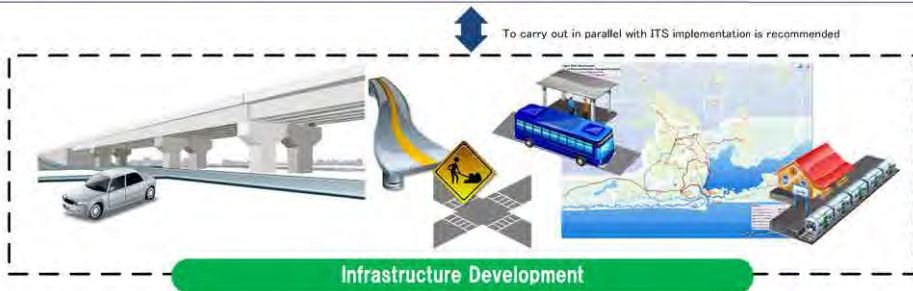 To carry out in parallel with ITS implementation is recommended
Infrastructure Development